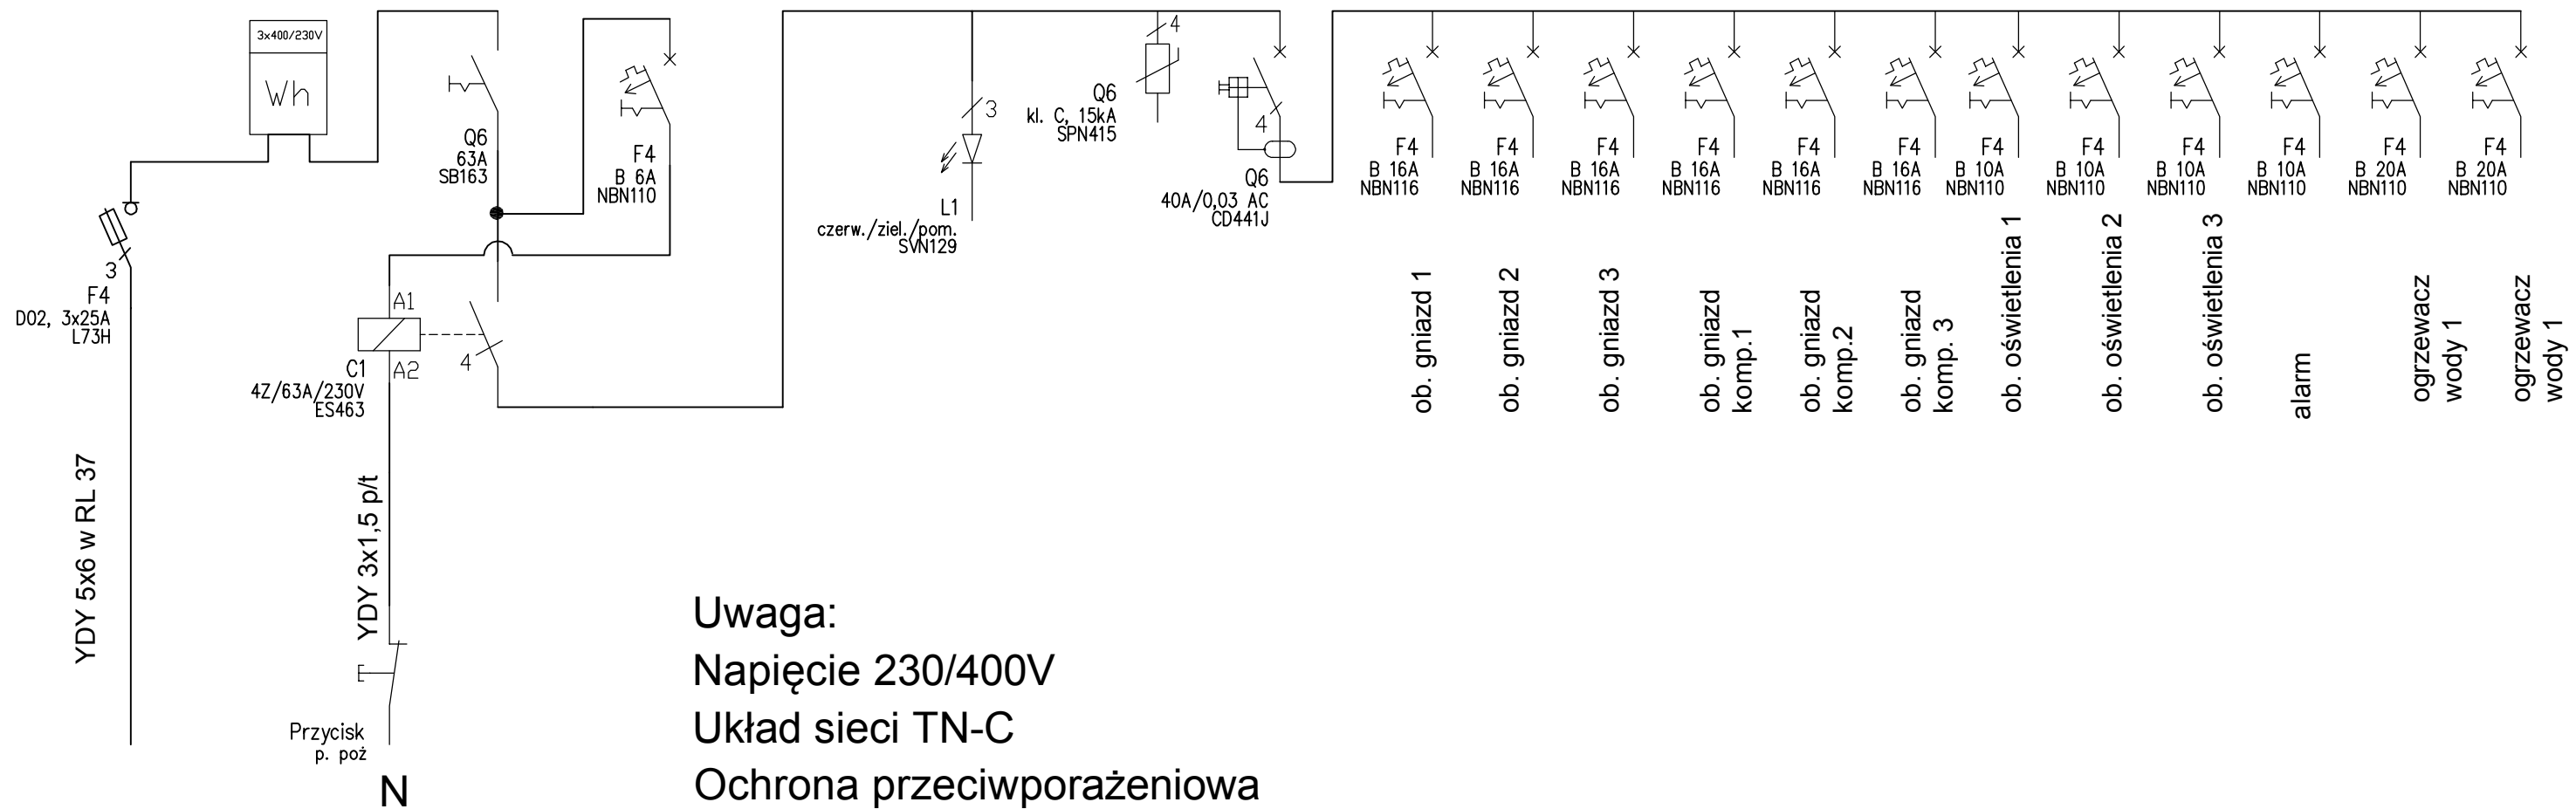 3x400/230V
Wh
3
F4
D02, 3x25A
L73H
YDY 5x6 w RL 37
Q6
63A
SB163
F4
B 6A
NBN110
A1
A2
4
C1
4Z/63A/230V
ES463
YDY 3x1,5 p/t
Przycisk
p. poż
N
3
L1
czerw./ziel./pom.
SVN129
4
Q6
kl. C, 15kA
SPN415
4
Q6
40A/0,03 AC
CD441J
F4
B 16A
NBN116
ob. gniazd 1
F4
B 16A
NBN116
ob. gniazd 2
F4
B 16A
NBN116
ob. gniazd 3
F4
B 16A
NBN116
ob. gniazd
komp.1
F4
B 16A
NBN116
ob. gniazd
komp.2
F4
B 16A
NBN116
ob. gniazd
komp. 3
F4
B 10A
NBN110
ob. oświetlenia 1
F4
B 10A
NBN110
ob. oświetlenia 2
F4
B 10A
NBN110
ob. oświetlenia 3
F4
B 10A
NBN110
alarm
F4
B 20A
NBN110
ogrzewacz
wody 1
F4
B 20A
NBN110
ogrzewacz
wody 1
Uwaga:
Napięcie 230/400V
Układ sieci TN-C
Ochrona przeciwporażeniowa